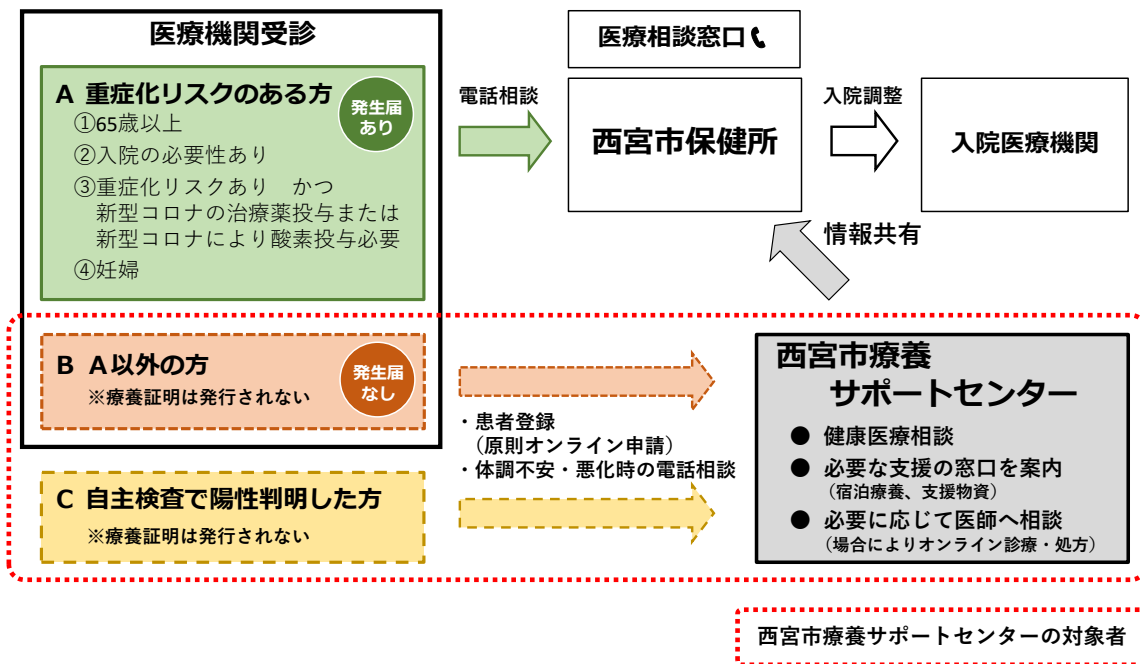 医療機関受診
A 重症化リスクのある方
発生届
あり
①65歳以上
②入院の必要性あり
③重症化リスクあり　かつ
新型コロナの治療薬投与または
新型コロナにより酸素投与必要
④妊婦
電話相談
医療相談窓口
西宮市保健所
入院調整
入院医療機関
情報共有
B A以外の方
※療養証明は発行されない
発生届
なし
C 自主検査で陽性判明した方
※療養証明は発行されない
・患者登録
（原則オンライン申請）
・体調不安・悪化時の電話相談
西宮市療養
サポートセンター
● 健康医療相談
● 必要な支援の窓口を案内
（宿泊療養、支援物資）
● 必要に応じて医師へ相談
（場合によりオンライン診療・処方）
西宮市療養サポートセンターの対象者